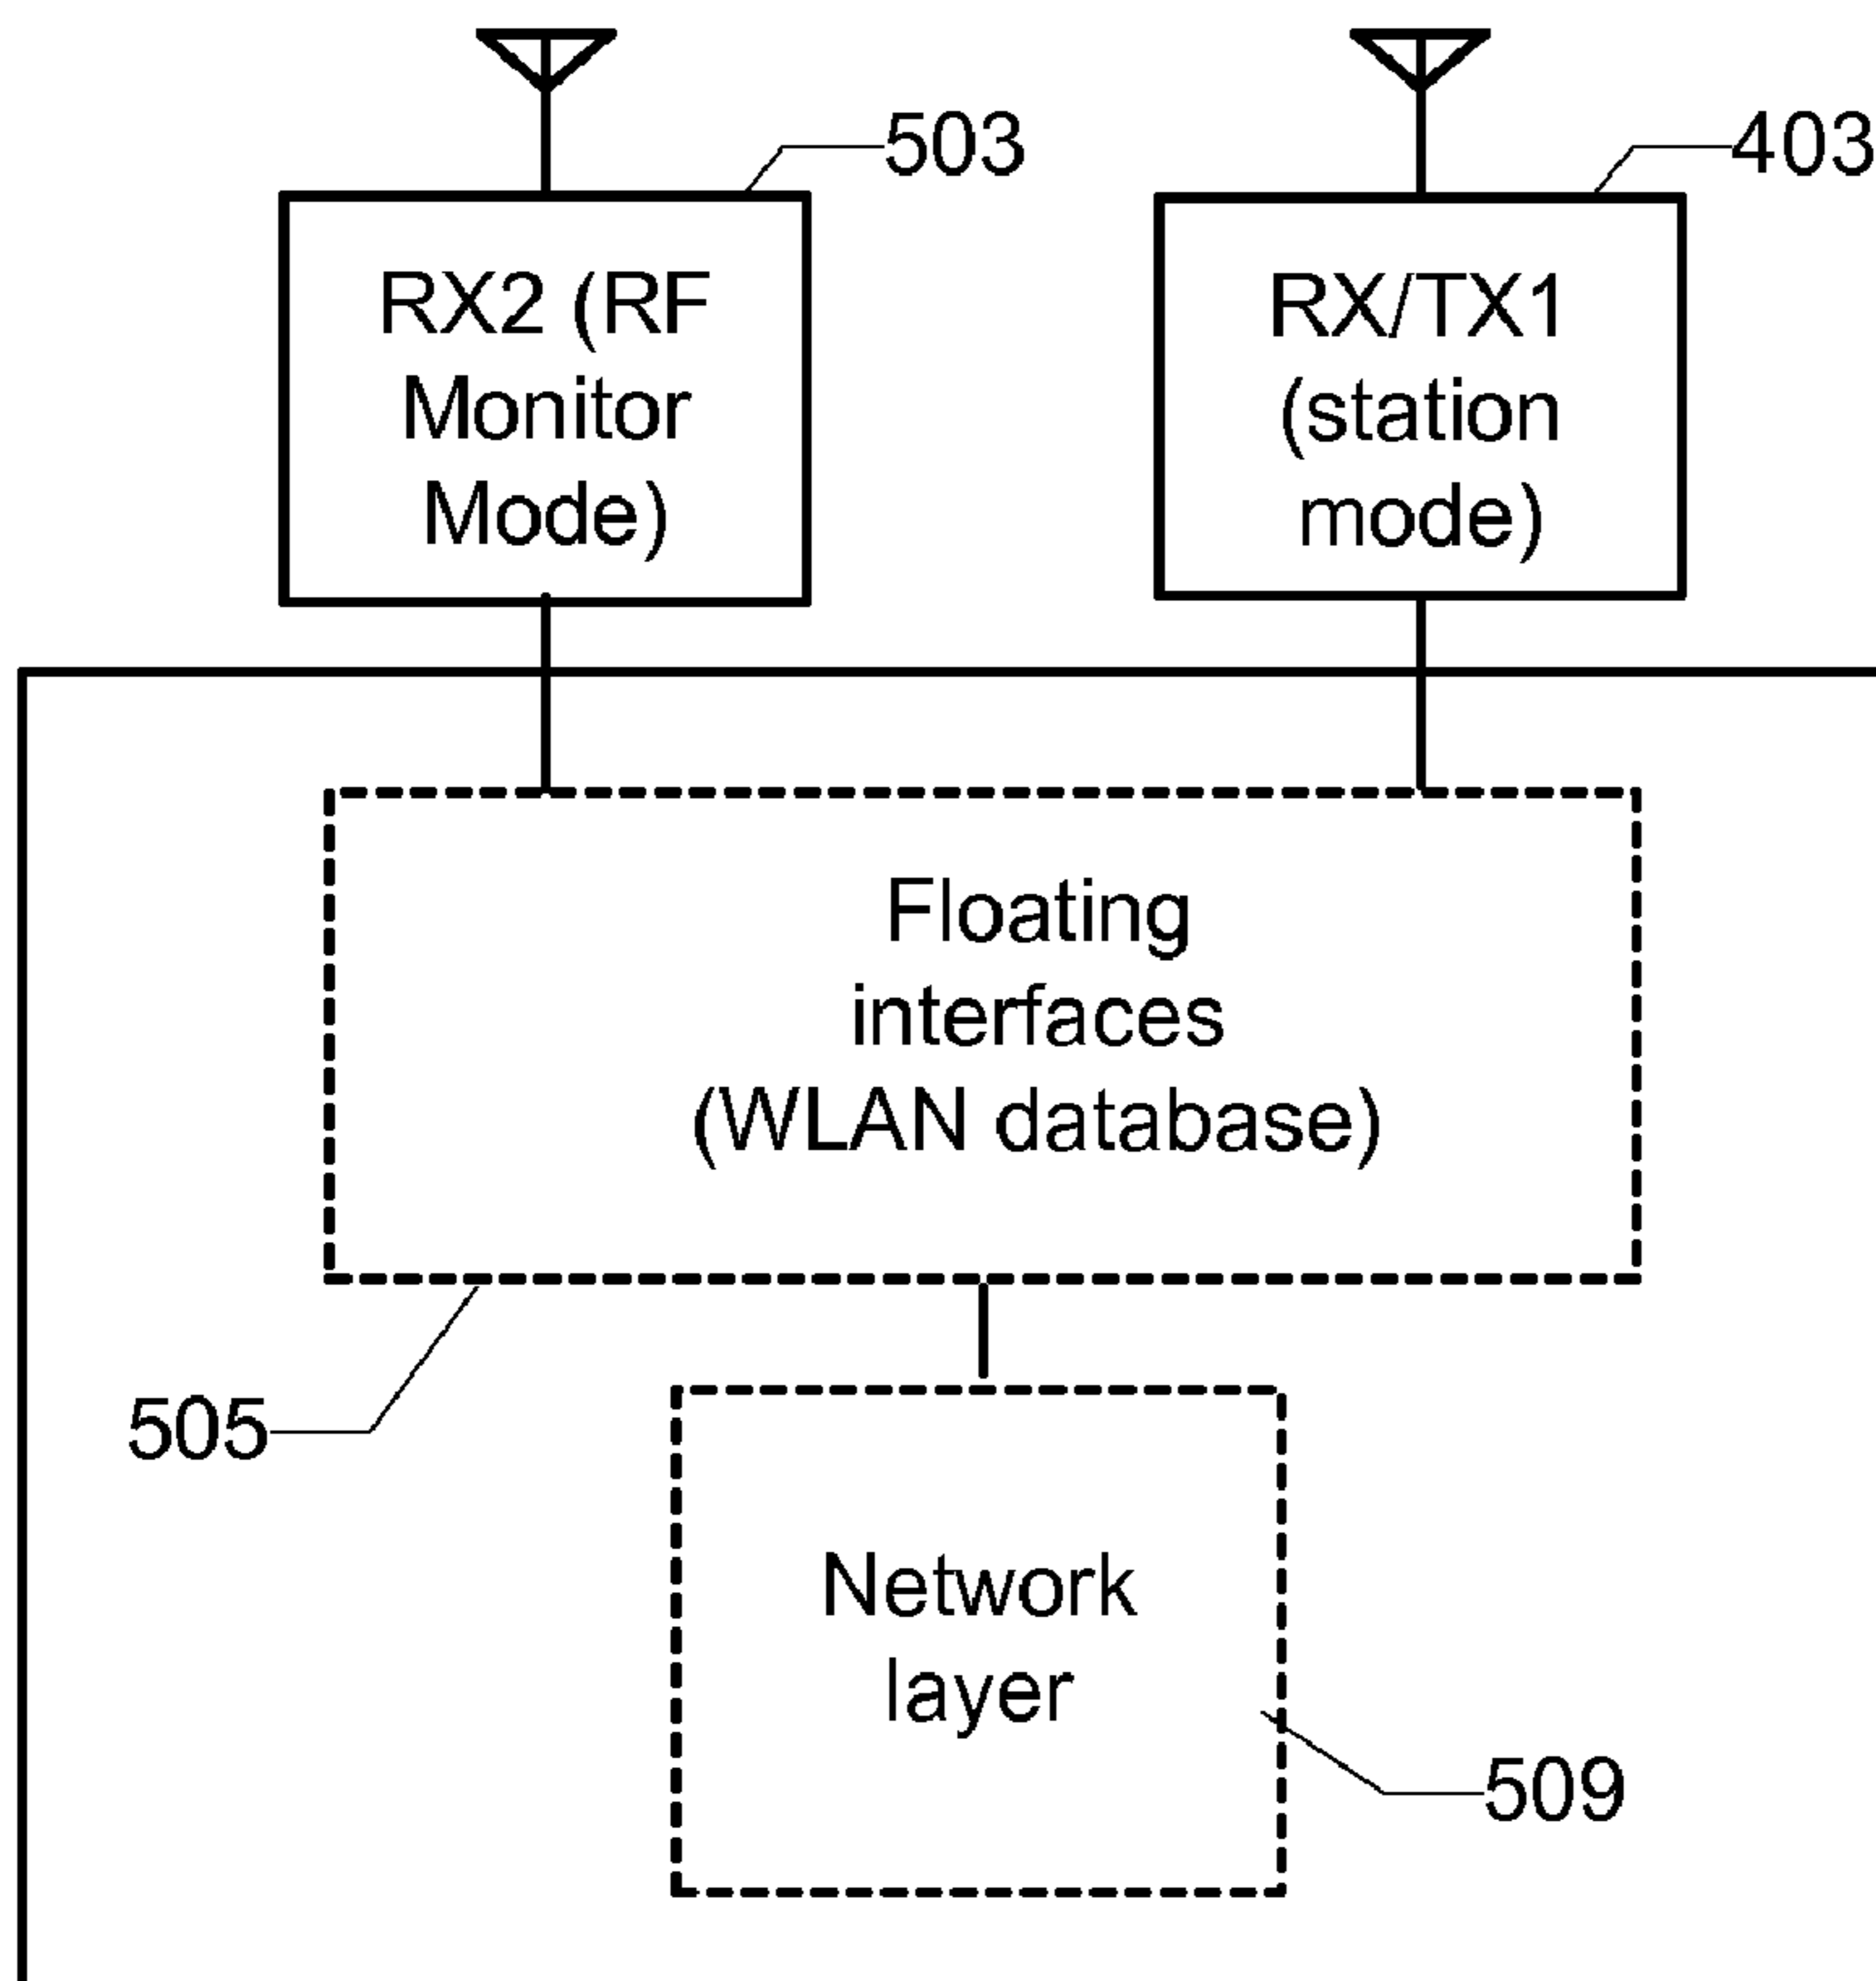 503
403
RX2 (RF
Monitor
Mode)
RX/TX1
(station
mode)
Floating
interfaces
(WLAN database)
505
Network
layer
509